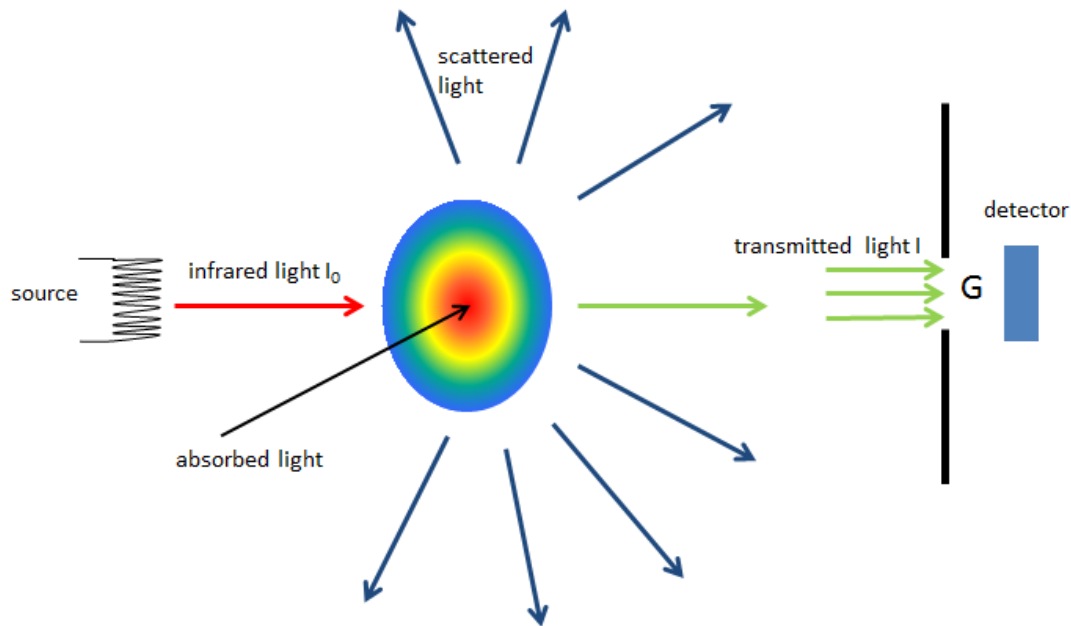 scattered
light
detector
transmitted light I
infrared light I₀
G
source
absorbed light